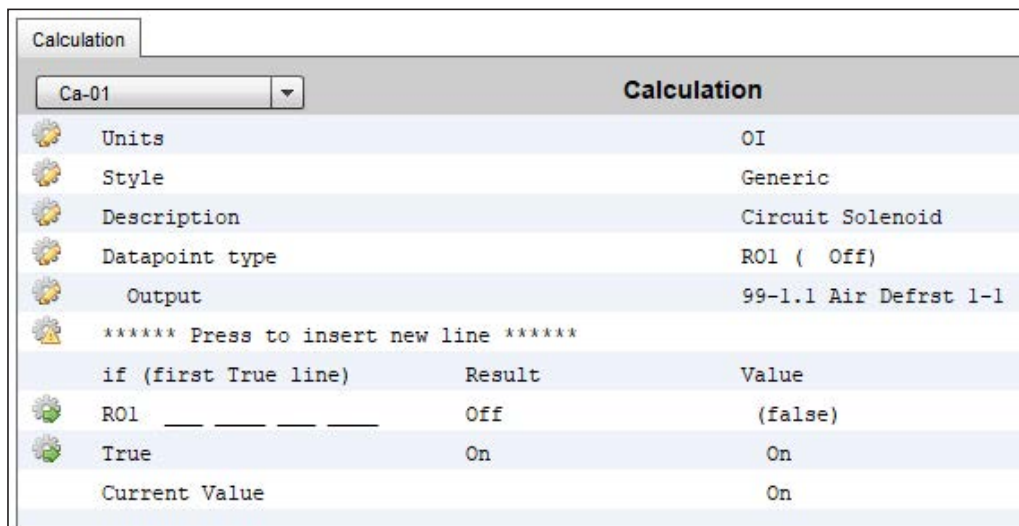 Calculation
Ca-01 Calculation
Units OI
Style Generic
Description Circuit Solenoid
Datapoint type RO1 ( Off)
Output 99-1.1 Air Defrst 1-1
****** Press to insert new line ******
if (first True line) Result Value
RO1 ___ ____ ___ ____ Off (false)
True On On
Current Value On